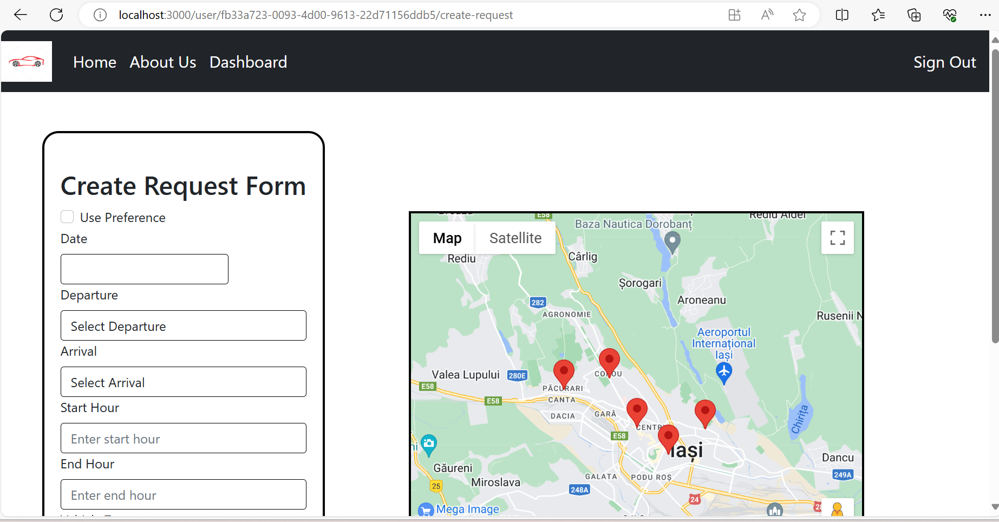 localhost:3000/user/fb33a723-0093-4d00-9613-22d71156ddb5/create-request
Home About Us Dashboard Sign Out
Create Request Form
Use Preference
Date
Departure
Select Departure
Arrival
Select Arrival
Start Hour
Enter start hour
End Hour
Enter end hour
E58
Rediu Aldei
Baza Nautica Dorobanț
Map Satellite
Rediu
Cârlig
Șorogari
Aroneanu
282
AGRONOMIE
Rusenii N
Aeroportul
Internațional
Iași
Valea Lupului
280E
COPOU
E58
PĂCURARI
CANTA
E58
DACIA
GARĂ
CENTRU
E58
Chirița
Iași
Dancu
Găureni
249A
GALATA
PODU ROȘ
Miroslava
25
248A
24
Mega Image